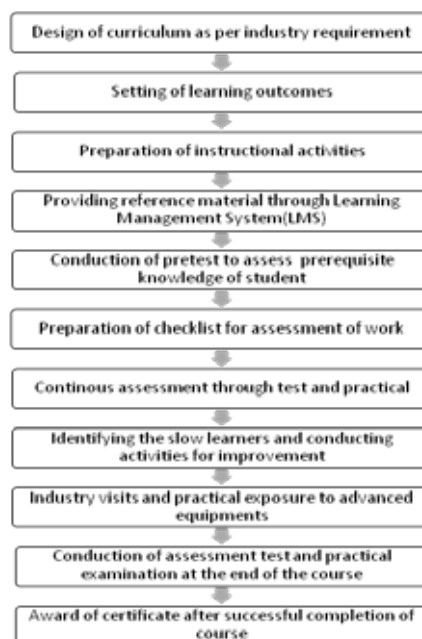 Design of curriculum as per industry requirement
Setting of learning outcomes
Preparation of instructional activities
Providing reference material through Learning
Management System(LMS)
Conduction of pretest to assess prerequisite
knowledge of student
Preparation of checklist for assessment of work
Continous assessment through test and practical
Identifying the slow learners and conducting
activities for improvement
Industry visits and practical exposure to advanced
equipments
Conduction of assessment test and practical
examination at the end of the course
Award of certificate after successful completion of
course